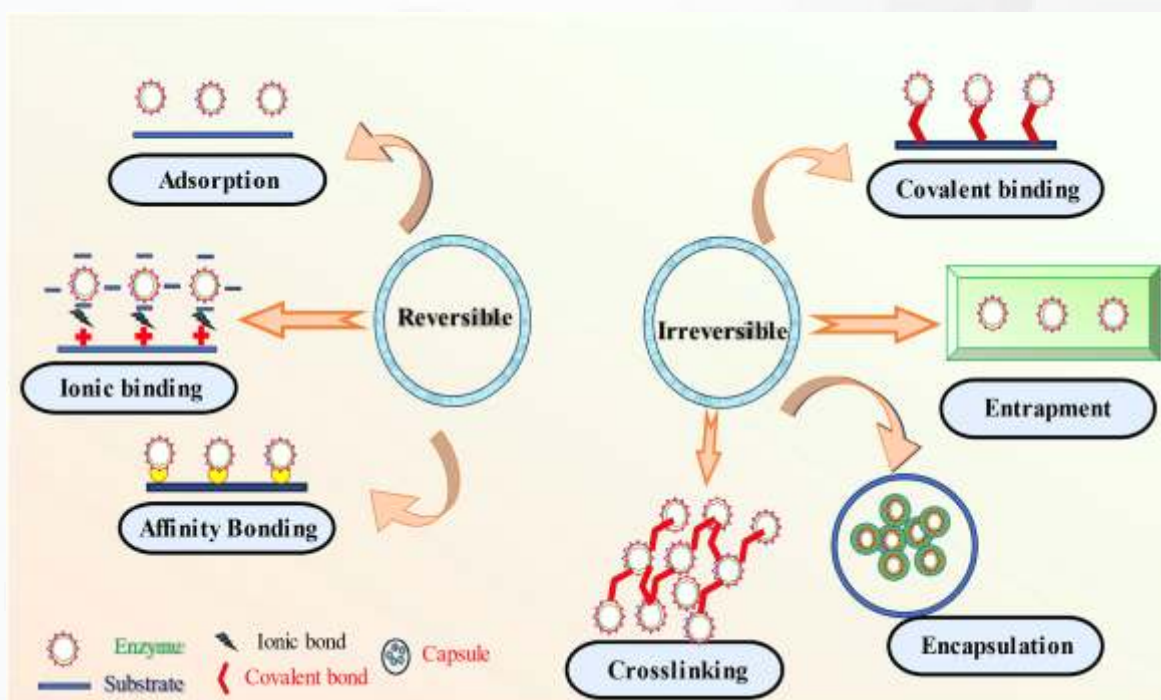 Adsorption
Covalent binding
Reversible
Irreversible
Ionic binding
Entrapment
Affinity Bonding
Enzyme
Ionic bond
Capsule
Substrate
Covalent bond
Crosslinking
Encapsulation